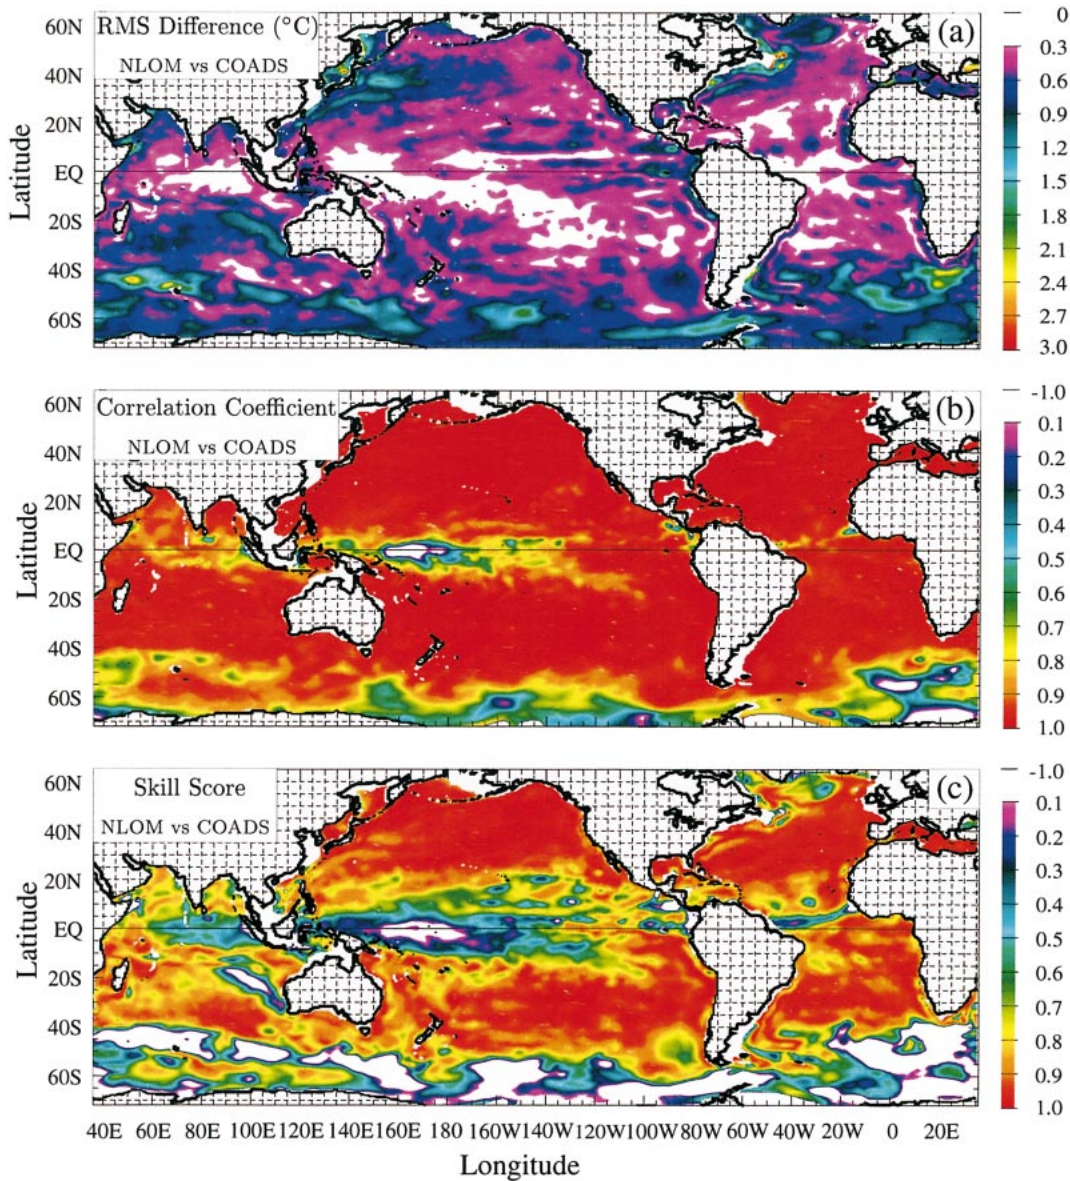 RMS Difference (°C)
NLOM vs COADS
(a)
60N
40N
20N
EQ
20S
40S
60S
Latitude
0
0.3
0.6
0.9
1.2
1.5
1.8
2.1
2.4
2.7
3.0
Correlation Coefficient
NLOM vs COADS
(b)
60N
40N
20N
EQ
20S
40S
60S
Latitude
-1.0
0.1
0.2
0.3
0.4
0.5
0.6
0.7
0.8
0.9
1.0
Skill Score
NLOM vs COADS
(c)
60N
40N
20N
EQ
20S
40S
60S
Latitude
-1.0
0.1
0.2
0.3
0.4
0.5
0.6
0.7
0.8
0.9
1.0
40E 60E 80E 100E 120E 140E 160E 180 160W 140W 120W 100W 80W 60W 40W 20W 0 20E
Longitude